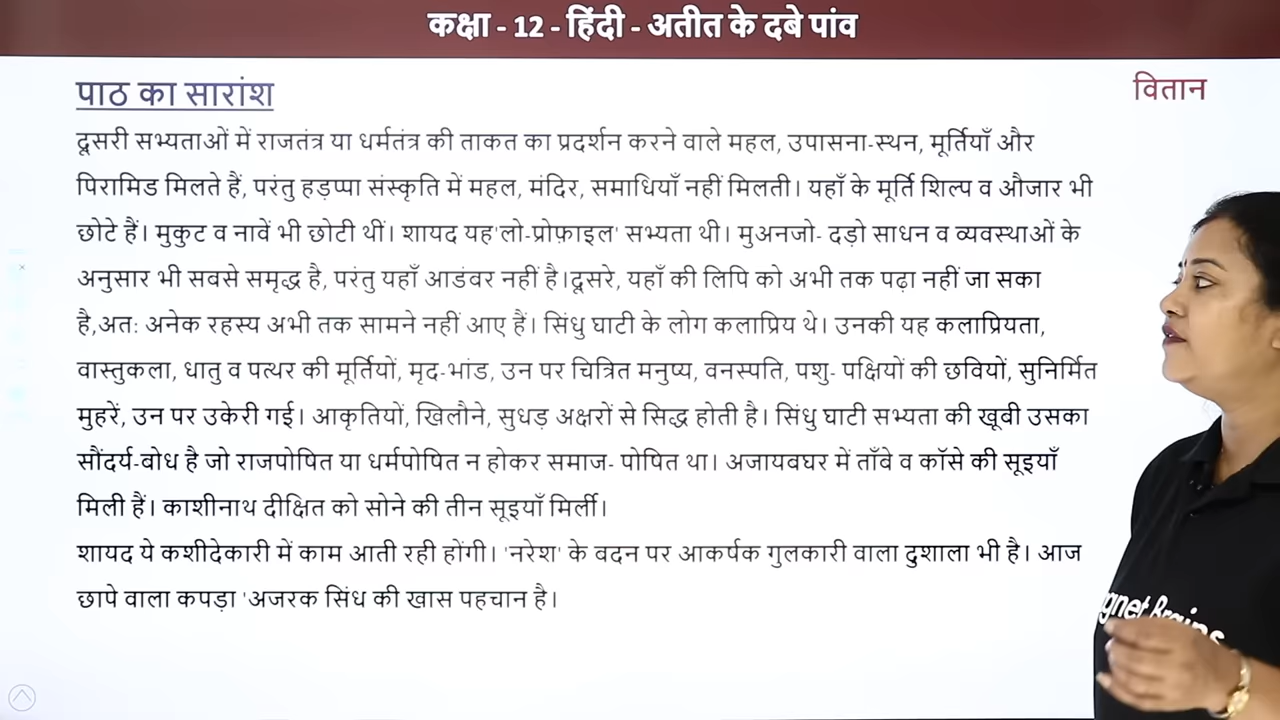 कक्षा - 12 - हिंदी - अतीत के दबे पांव
पाठ का सारांश
वितान
दूसरी सभ्यताओं में राजतंत्र या धर्मतंत्र की ताकत का प्रदर्शन करने वाले महल, उपासना-स्थन, मूर्तियाँ और
पिरामिड मिलते हैं, परंतु हड़प्पा संस्कृति में महल, मंदिर, समाधियाँ नहीं मिलती। यहाँ के मूर्ति शिल्प व औजार भी
छोटे हैं। मुकुट व नावें भी छोटी थीं। शायद यह'लो-प्रोफ़ाइल' सभ्यता थी। मुअनजो- दड़ो साधन व व्यवस्थाओं के
अनुसार भी सबसे समृद्ध है, परंतु यहाँ आडंबर नहीं है।दूसरे, यहाँ की लिपि को अभी तक पढ़ा नहीं जा सका
है,अत: अनेक रहस्य अभी तक सामने नहीं आए हैं। सिंधु घाटी के लोग कलाप्रिय थे। उनकी यह कलाप्रियता,
वास्तुकला, धातु व पत्थर की मूर्तियों, मृद-भांड, उन पर चित्रित मनुष्य, वनस्पति, पशु- पक्षियों की छवियों, सुनिर्मित
मुहरें, उन पर उकेरी गई। आकृतियों, खिलौने, सुधड़ अक्षरों से सिद्ध होती है। सिंधु घाटी सभ्यता की खूबी उसका
सौंदर्य-बोध है जो राजपोषित या धर्मपोषित न होकर समाज- पोषित था। अजायबघर में ताँवे व कॉसे की सूइयाँ
मिली हैं। काशीनाथ दीक्षित को सोने की तीन सूइयाँ मिर्ली।
शायद ये कशीदेकारी में काम आती रही होंगी। 'नरेश' के वदन पर आकर्षक गुलकारी वाला दुशाला भी है। आज
छापे वाला कपड़ा 'अजरक सिंध की खास पहचान है।
gnet Brains